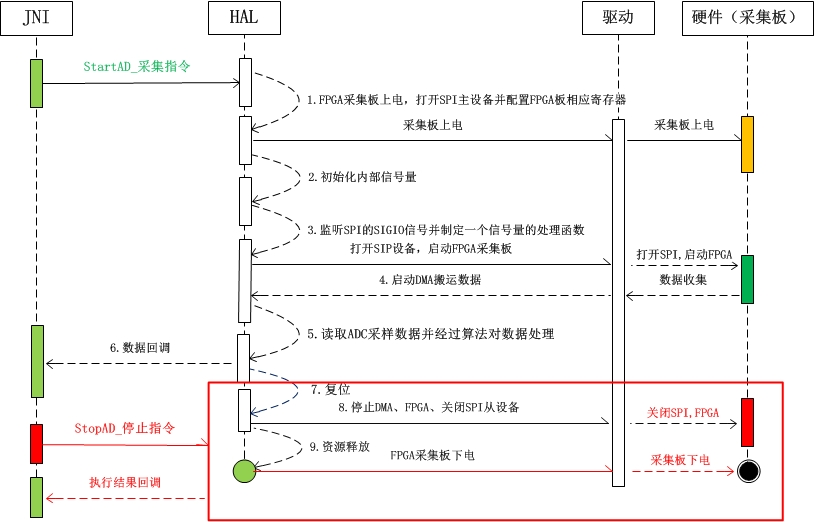 JNI
HAL
驱动
硬件（采集板）
StartAD_采集指令
1.FPGA采集板上电，打开SPI主设备并配置FPGA板相应寄存器
采集板上电
采集板上电
2.初始化内部信号量
3.监听SPI的SIGIO信号并制定一个信号量的处理函数
打开SIP设备，启动FPGA采集板
打开SPI,启动FPGA
4.启动DMA搬运数据
数据收集
5.读取ADC采样数据并经过算法对数据处理
6.数据回调
7.复位
8.停止DMA、FPGA、关闭SPI从设备
关闭SPI,FPGA
StopAD_停止指令
9.资源释放
FPGA采集板下电
采集板下电
执行结果回调